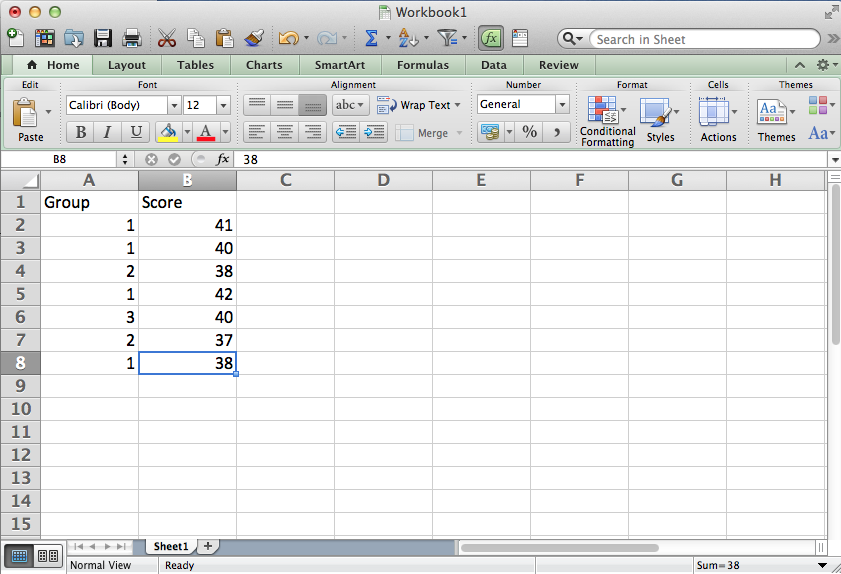 Workbook1
fx Search in Sheet
Home Layout Tables Charts SmartArt Formulas Data Review
Edit Font Alignment Number Format Cells Themes
Calibri (Body) 12 abc Wrap Text General
Paste B I U A Merge % , Conditional Formatting Styles Actions Themes Aa
B8 fx 38
A B C D E F G H
1 Group Score
2 1 41
3 1 40
4 2 38
5 1 42
6 3 40
7 2 37
8 1 38
9
10
11
12
13
14
15
Sheet1
Normal View Ready Sum=38